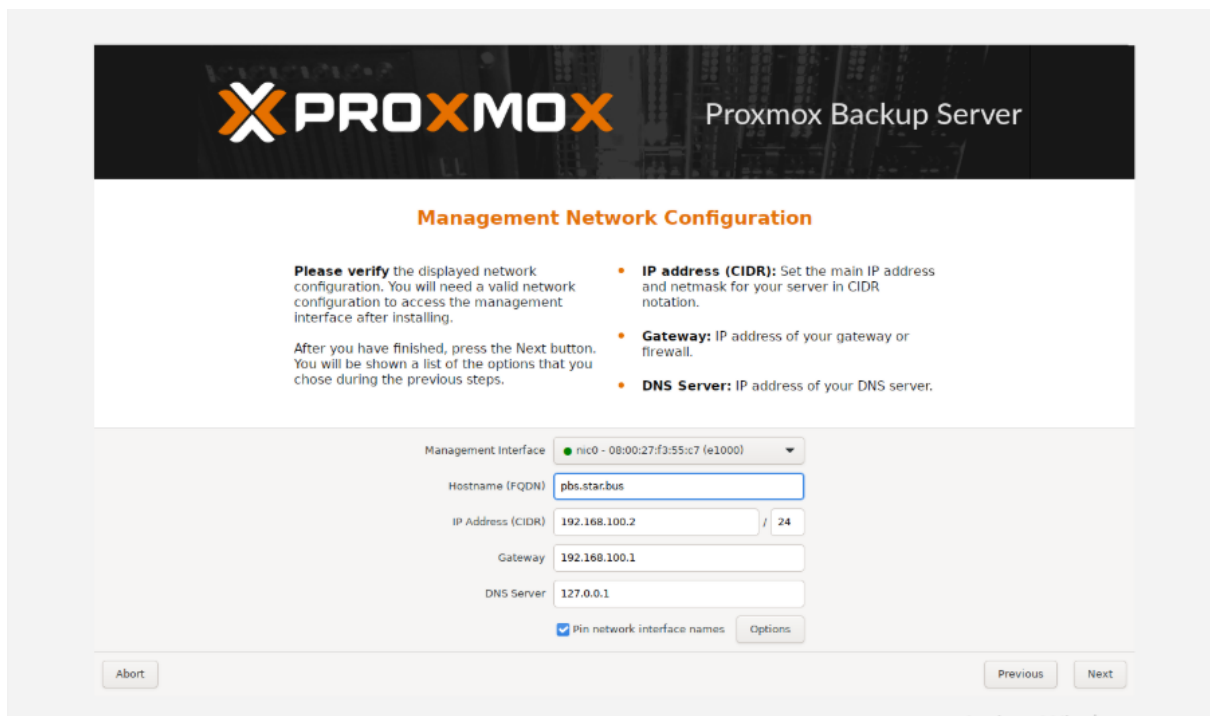 PROXMOX
Proxmox Backup Server
Management Network Configuration
Please verify the displayed network
configuration. You will need a valid network
configuration to access the management
interface after installing.
After you have finished, press the Next button.
You will be shown a list of the options that you
chose during the previous steps.
• IP address (CIDR): Set the main IP address
and netmask for your server in CIDR
notation.
• Gateway: IP address of your gateway or
firewall.
• DNS Server: IP address of your DNS server.
Management Interface nic0 - 08:00:27:f3:55:c7 (e1000)
Hostname (FQDN) pbs.star.bus
IP Address (CIDR) 192.168.100.2 / 24
Gateway 192.168.100.1
DNS Server 127.0.0.1
Pin network interface names Options
Abort Previous Next